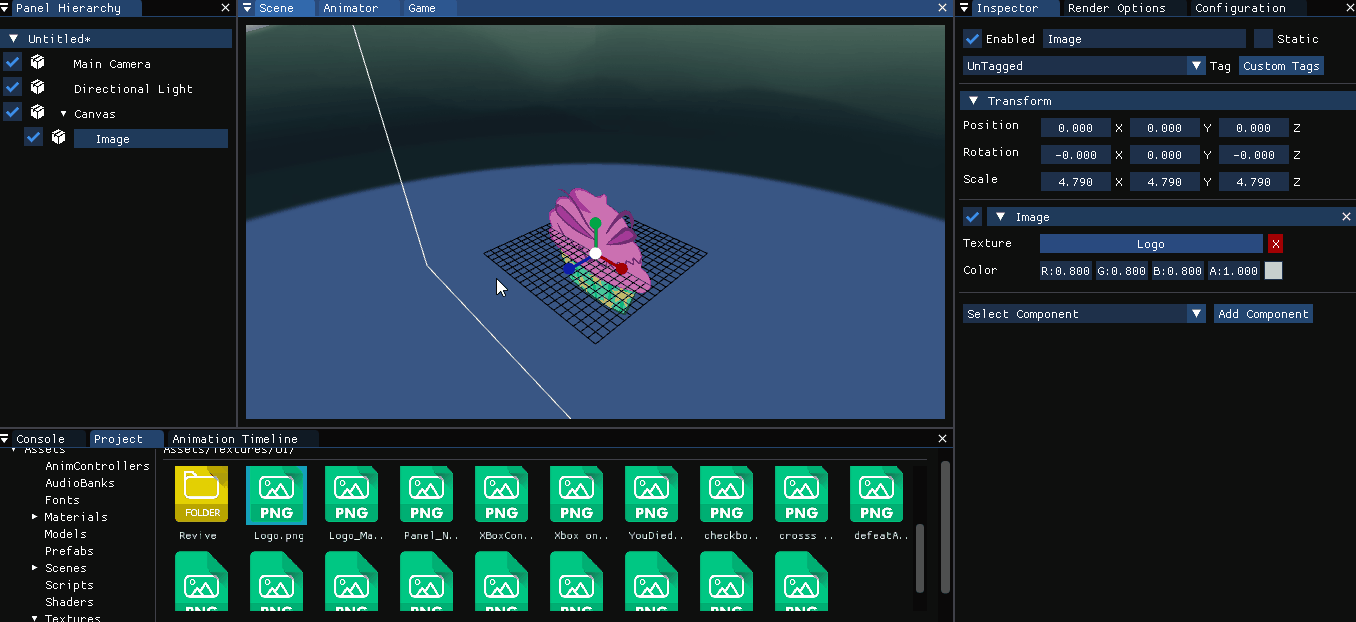 Panel Hierarchy
Untitled*
Main Camera
Directional Light
Canvas
Image
Scene Animator Game
Inspector Render Options Configuration
Enabled Image Static
UnTagged Tag Custom Tags
Transform
Position 0.000 X 0.000 Y 0.000 Z
Rotation -0.000 X 0.000 Y -0.000 Z
Scale 4.790 X 4.790 Y 4.790 Z
Image
Texture Logo X
Color R:0.800 G:0.800 B:0.800 A:1.000
Select Component Add Component
Console Project Animation Timeline
Assets
AnimControllers
AudioBanks
Fonts
Materials
Models
Prefabs
Scenes
Scripts
Shaders
Textures
Assets/Textures/UI/
FOLDER PNG PNG PNG PNG PNG PNG PNG PNG PNG
Revive Logo.png Logo_Ma.. Panel_N.. XBoxCon.. Xbox on.. YouDied.. checkbo.. crosss .. defeatA..
PNG PNG PNG PNG PNG PNG PNG PNG PNG